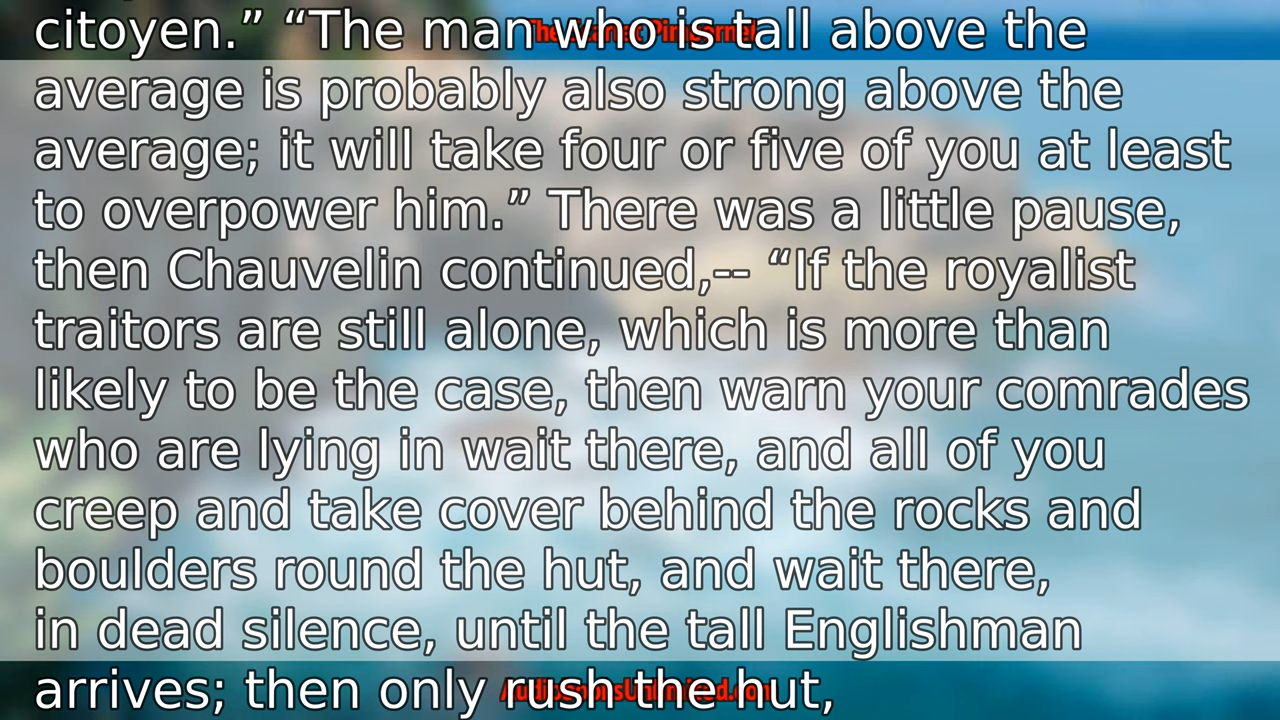 citoyen.” “The man who is tall above the
average is probably also strong above the
average; it will take four or five of you at least
to overpower him.” There was a little pause,
then Chauvelin continued,-- “If the royalist
traitors are still alone, which is more than
likely to be the case, then warn your comrades
who are lying in wait there, and all of you
creep and take cover behind the rocks and
boulders round the hut, and wait there,
in dead silence, until the tall Englishman
arrives; then only rush the hut,